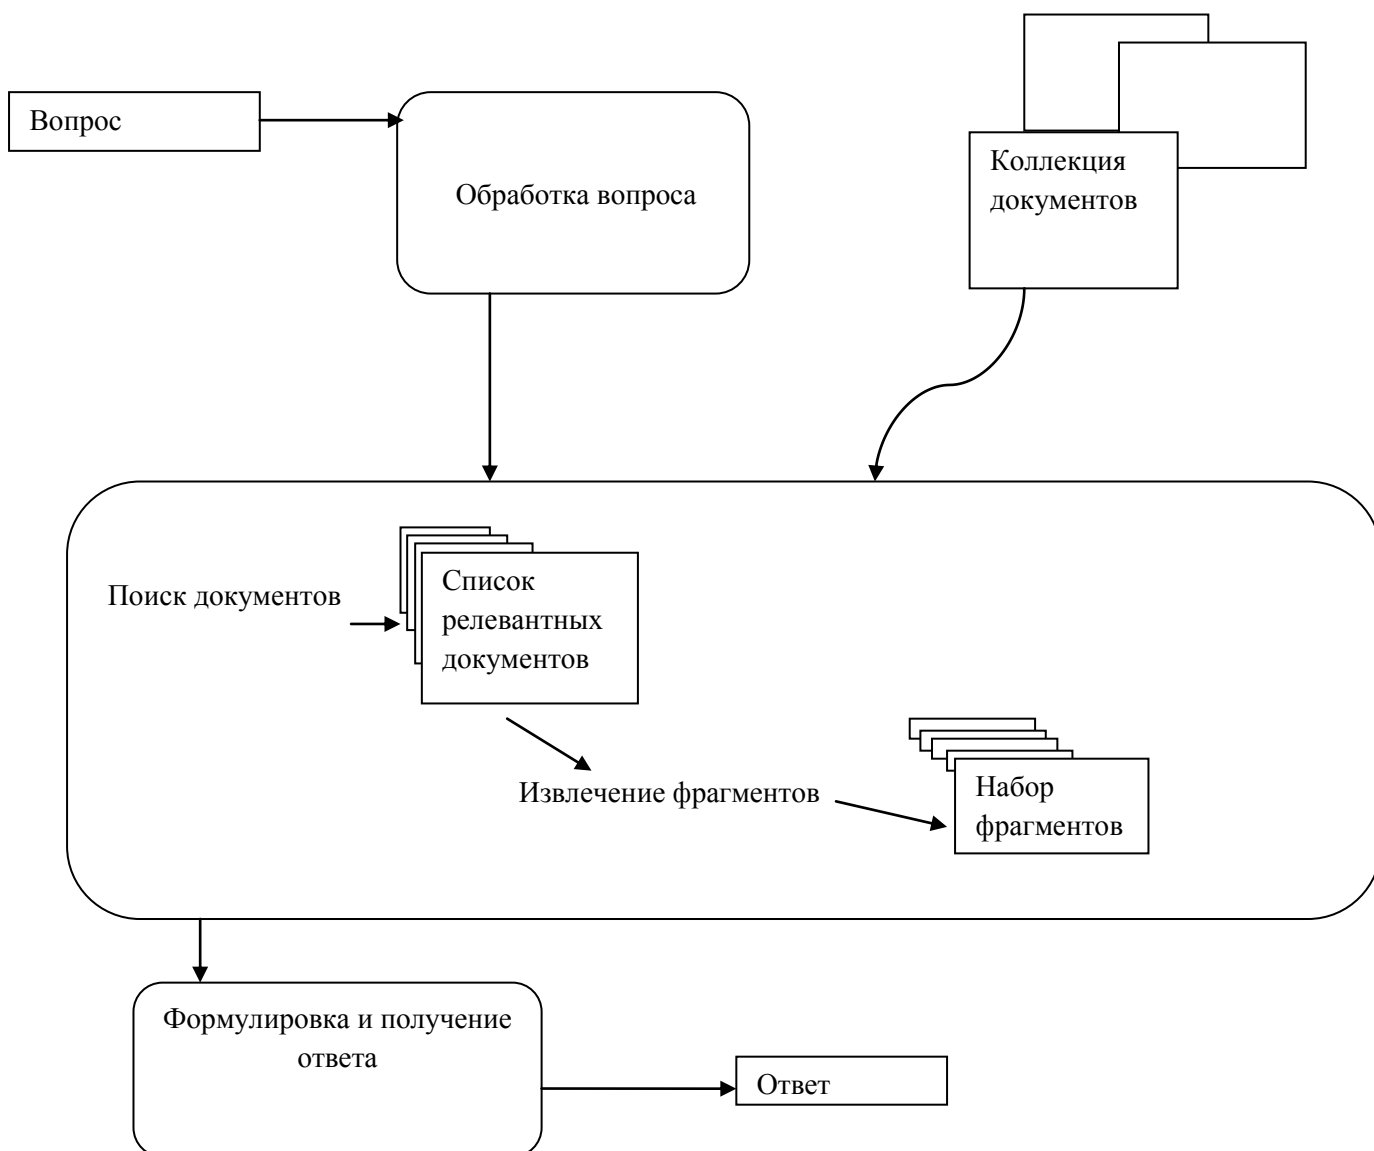 Вопрос
Обработка вопроса
Коллекция
документов
Поиск документов
Список
релевантных
документов
Извлечение фрагментов
Набор
фрагментов
Формулировка и получение
ответа
Ответ